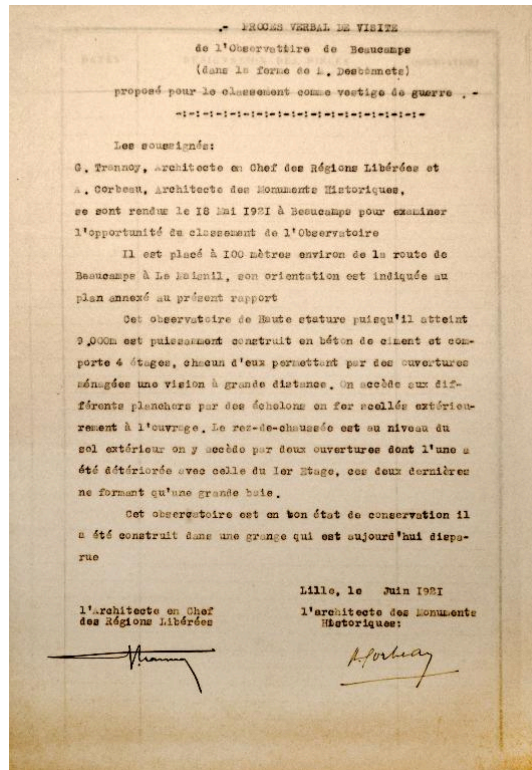 .- PROCES VERBAL DE VISITE
de l'Observatoire de Beaucamps
(dans la ferme de M. Desbonnets)
proposé pour le classement comme vestige de guerre . -
-:-:-:-:-:-:-:-:-:-:-:-:-:-:-:-
Les soussignés:
G. Trannoy, Architecte en Chef des Régions Libérées et
A. Corbeau, Architecte des Monuments Historiques,
se sont rendus le 18 Mai 1921 à Beaucamps pour examiner
l'opportunité du classement de l'Observatoire
Il est placé à 100 mètres environ de la route de
Beaucamps à Le Maisnil, son orientation est indiquée au
plan annexé au présent rapport
Cet observatoire de Haute stature puisqu'il atteint
9,000m est puissamment construit en béton de ciment et com-
porte 4 étages, chacun d'eux permettant par des ouvertures
ménagées une vision à grande distance. On accède aux dif-
férents planchers par des échelons en fer scellés extérieu-
rement à l'ouvrage. Le rez-de-chaussée est au niveau du
sol extérieur on y accède par deux ouvertures dont l'une a
été détériorée avec celle du 1er Etage, ces deux dernières
ne formant qu'une grande baie.
Cet obsercatoire est en bon état de conservation il
a été construit dans une grange qui est aujourd'hui dispa-
rue
Lille, le Juin 1921
l'Architecte en Chef
des Régions Libérées
l'architecte des Monuments
Historiques:
Trannoy
A. Corbeau